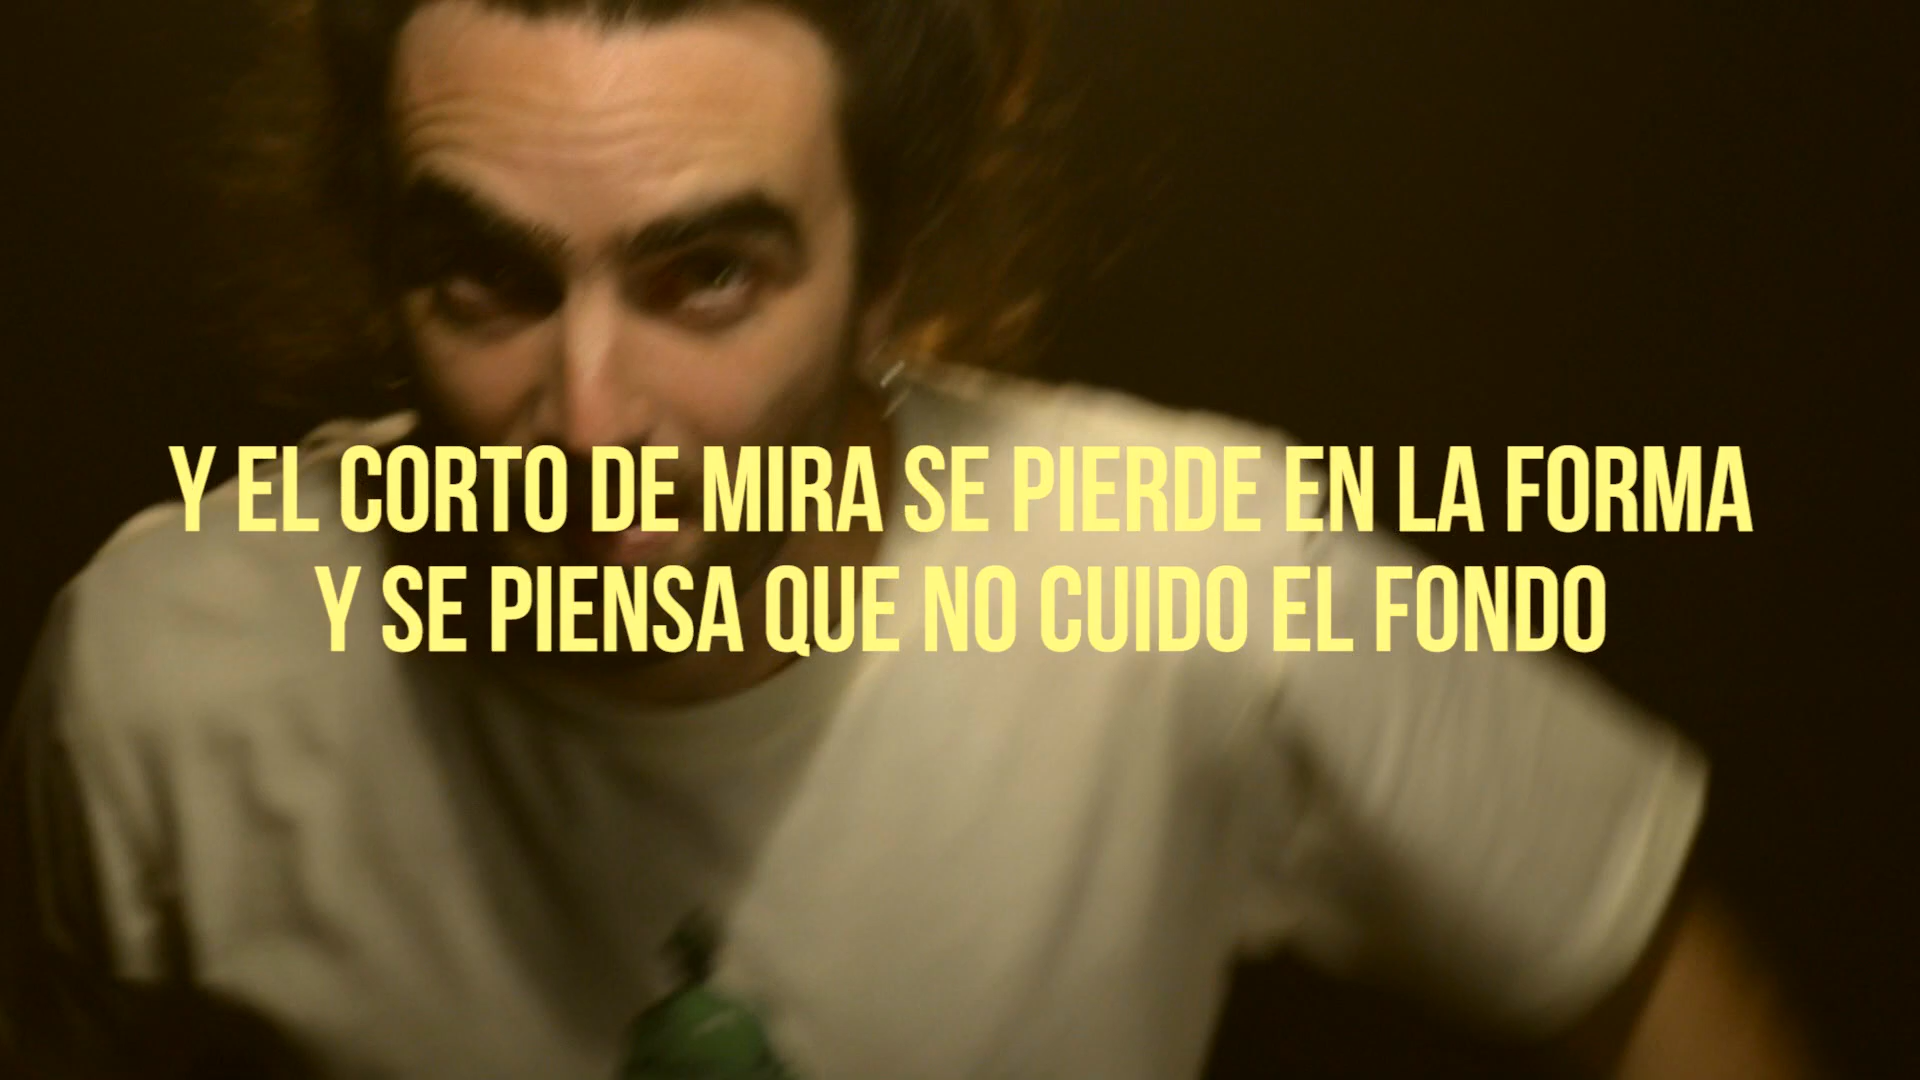 Y EL CORTO DE MIRA SE PIERDE EN LA FORMA
Y SE PIENSA QUE NO CUIDO EL FONDO